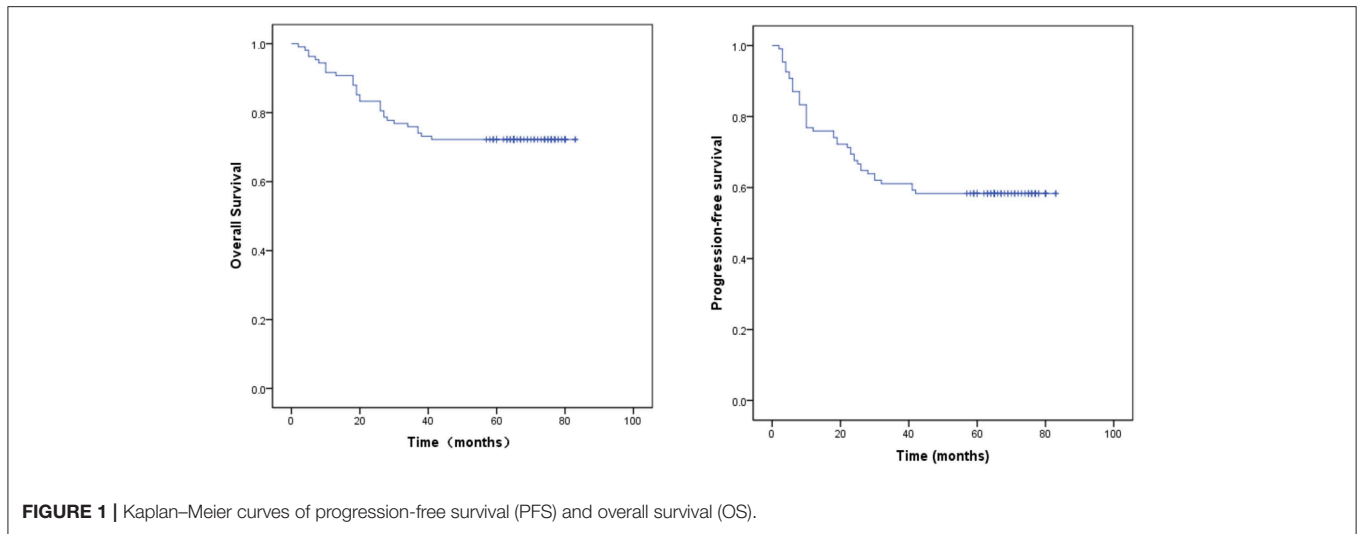 Overall Survival
1.0
0.8
0.6
0.4
0.2
0.0
0 20 40 60 80 100
Time（months）
Progression-free survival
1.0
0.8
0.6
0.4
0.2
0.0
0 20 40 60 80 100
Time (months)
FIGURE 1 | Kaplan–Meier curves of progression-free survival (PFS) and overall survival (OS).